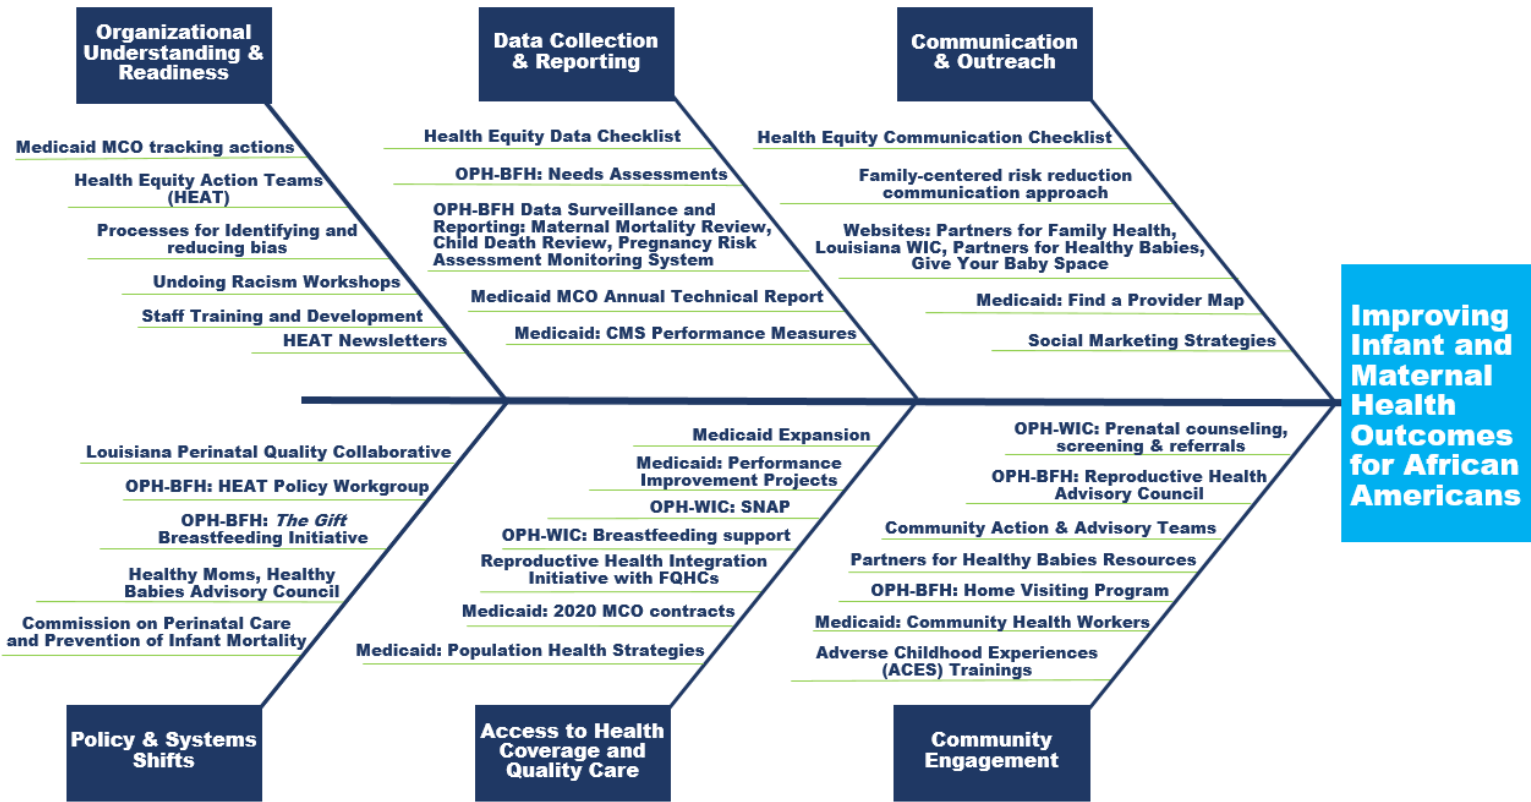 Organizational
Understanding &
Readiness
Medicaid MCO tracking actions
Health Equity Action Teams
(HEAT)
Processes for Identifying and
reducing bias
Undoing Racism Workshops
Staff Training and Development
HEAT Newsletters
Data Collection
& Reporting
Health Equity Data Checklist
OPH-BFH: Needs Assessments
OPH-BFH Data Surveillance and
Reporting: Maternal Mortality Review,
Child Death Review, Pregnancy Risk
Assessment Monitoring System
Medicaid MCO Annual Technical Report
Medicaid: CMS Performance Measures
Communication
& Outreach
Health Equity Communication Checklist
Family-centered risk reduction
communication approach
Websites: Partners for Family Health,
Louisiana WIC, Partners for Healthy Babies,
Give Your Baby Space
Medicaid: Find a Provider Map
Social Marketing Strategies
Improving
Infant and
Maternal
Health
Outcomes
for African
Americans
Louisiana Perinatal Quality Collaborative
OPH-BFH: HEAT Policy Workgroup
OPH-BFH: The Gift
Breastfeeding Initiative
Healthy Moms, Healthy
Babies Advisory Council
Commission on Perinatal Care
and Prevention of Infant Mortality
Policy & Systems
Shifts
Medicaid Expansion
Medicaid: Performance
Improvement Projects
OPH-WIC: SNAP
OPH-WIC: Breastfeeding support
Reproductive Health Integration
Initiative with FQHCs
Medicaid: 2020 MCO contracts
Medicaid: Population Health Strategies
Access to Health
Coverage and
Quality Care
OPH-WIC: Prenatal counseling,
screening & referrals
OPH-BFH: Reproductive Health
Advisory Council
Community Action & Advisory Teams
Partners for Healthy Babies Resources
OPH-BFH: Home Visiting Program
Medicaid: Community Health Workers
Adverse Childhood Experiences
(ACES) Trainings
Community
Engagement